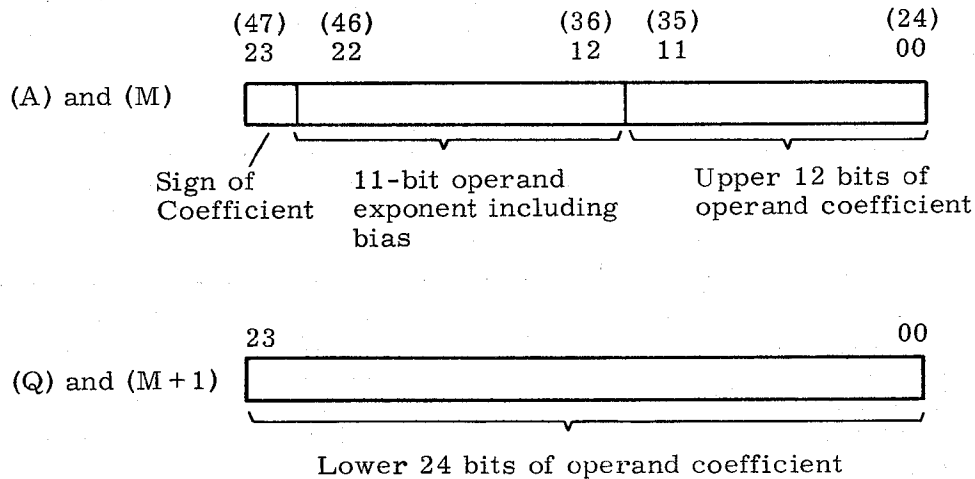 (47) (46) (36) (35) (24)
23 22 12 11 00
(A) and (M)
Sign of
Coefficient
11-bit operand
exponent including
bias
Upper 12 bits of
operand coefficient
23 00
(Q) and (M + 1)
Lower 24 bits of operand coefficient